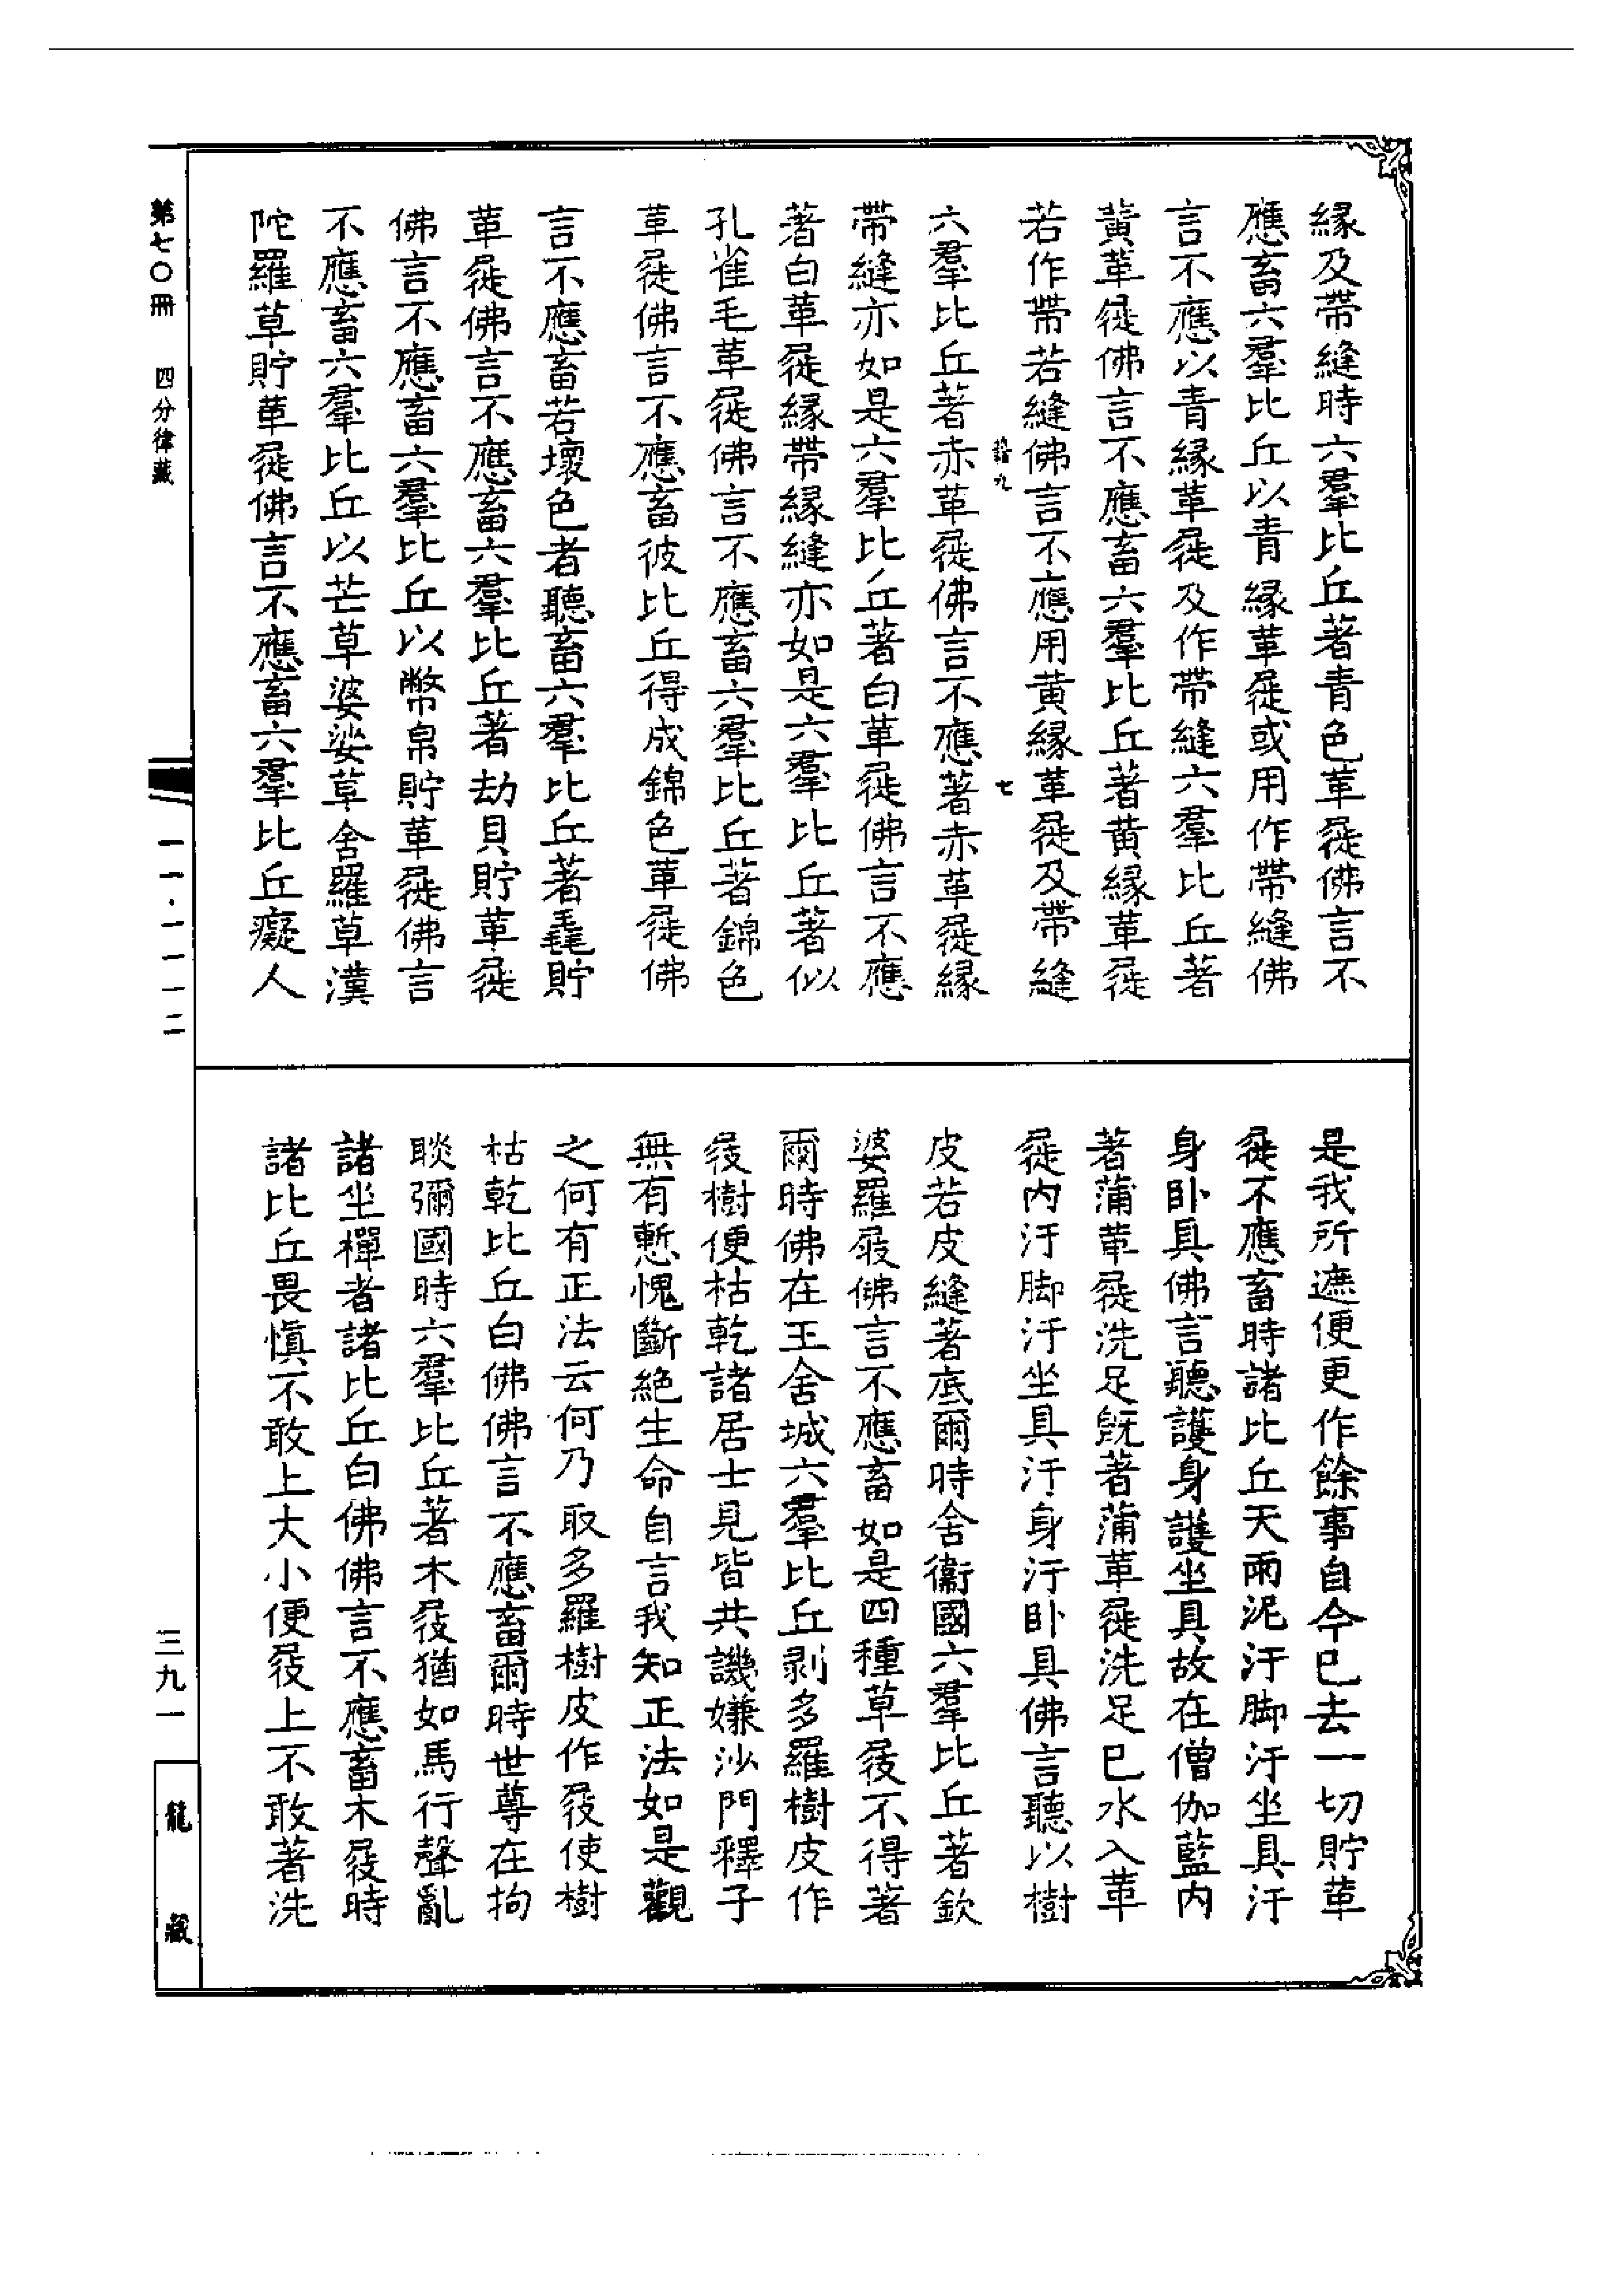 緣及帶縫時六羣比丘著青色革屣佛言不
應畜六羣比丘以青緣革屣或用作帶縫佛
言不應以青緣革屣及作帶縫六羣比丘著
黃革屣佛言不應畜六羣比丘著黃緣革屣
若作帶若縫佛言不應用黃緣革屣及帶縫
九
七
六羣比丘著赤革屣佛言不應著赤革屣緣
帶縫亦如是六羣比丘著白革屣佛言不應
著白革屣緣帶緣縫亦如是六羣比丘著似
孔雀毛革屣佛言不應畜六羣比丘著錦色
革屣佛言不應畜彼比丘得成錦色革屣佛
言不應畜若壞色者聽畜六羣比丘著毳貯
革屣佛言不應畜六羣比丘著劫貝貯革屣
佛言不應畜六羣比丘以幣帛貯革屣佛言
不應畜六羣比丘以芒草婆娑草舍羅草漢
陀羅草貯革屣佛言不應畜六羣比丘癡人
是我所遮便更作餘事自今已去一切貯革
屣不應畜時諸比丘天雨泥汙脚汙坐具汙
身卧具佛言聽護身護坐具故在僧伽藍內
著蒲革屣洗足旣著蒲革屣洗足已水入革
屣內汙脚汙坐具汙身汙卧具佛言聽以樹
皮若皮縫著底爾時舍衞國六羣比丘著欽
婆羅屐佛言不應畜如是四種草屐不得著
爾時佛在王舍城六羣比丘剥多羅樹皮作
屐樹便枯乾諸居士見皆共譏嫌沙門釋子
無有慙愧斷絕生命自言我知正法如是觀
之何有正法云何乃取多羅樹皮作屐使樹
枯乾比丘白佛佛言不應畜爾時世尊在拘
睒彌國時六羣比丘著木屐猶如馬行聲亂
諸坐禪者諸比丘白佛佛言不應畜木屐時
諸比丘畏慎不敢上大小便屐上不敢著洗
第七〇冊 四分律藏
一一·一一一二
三九一
龍藏